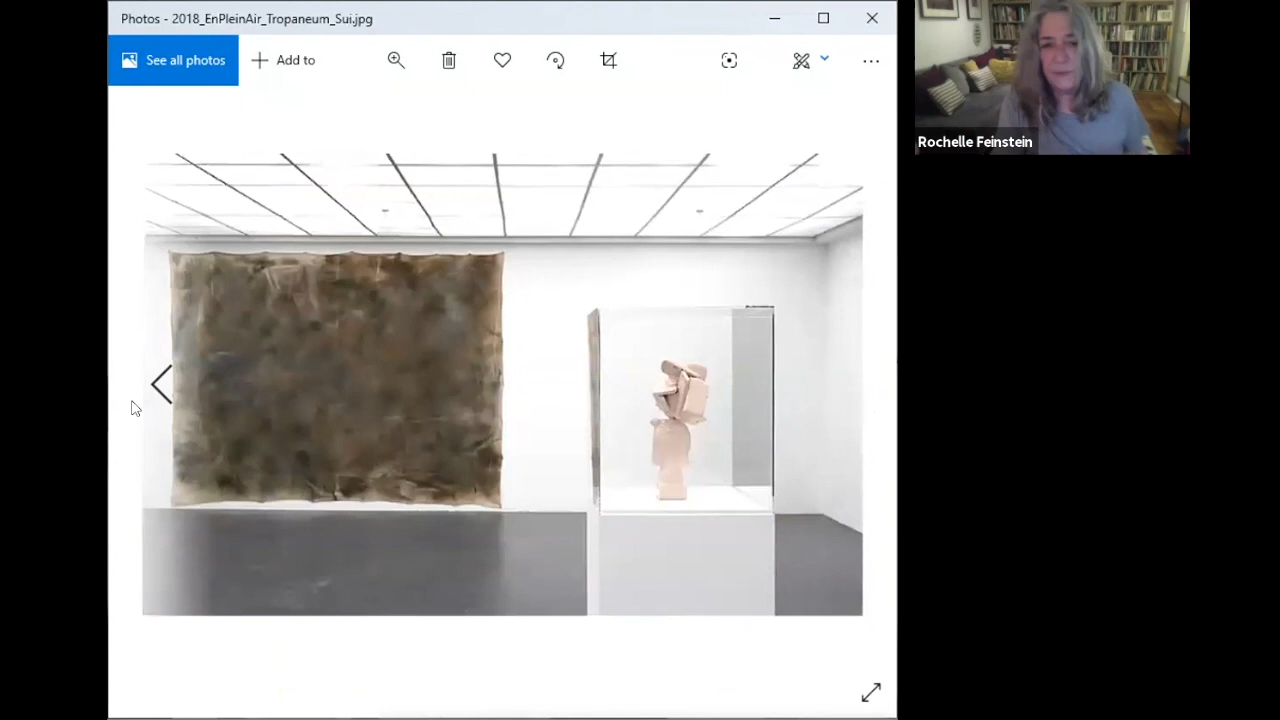 Photos - 2018_EnPleinAir_Tropaneum_Sui.jpg
See all photos
Add to
Rochelle Feinstein